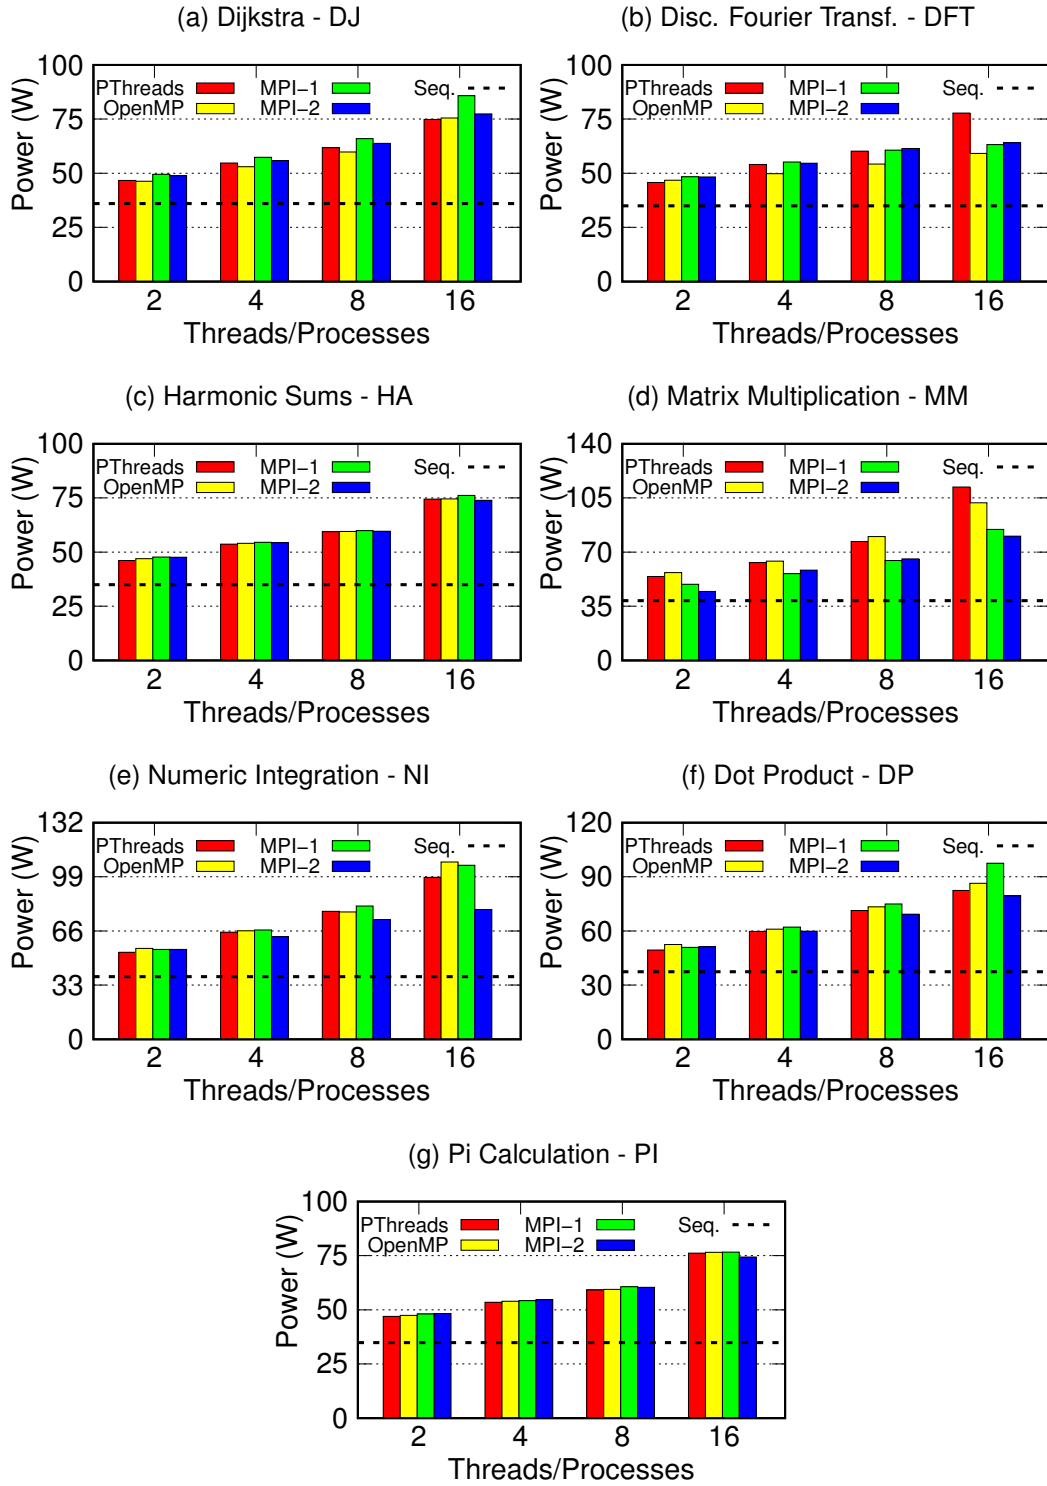 (a) Dijkstra - DJ
Power (W)
100
75
50
25
0
PThreads
OpenMP
MPI-1
MPI-2
Seq.
2 4 8 16
Threads/Processes
(b) Disc. Fourier Transf. - DFT
Power (W)
100
75
50
25
0
PThreads
OpenMP
MPI-1
MPI-2
Seq.
2 4 8 16
Threads/Processes
(c) Harmonic Sums - HA
Power (W)
100
75
50
25
0
PThreads
OpenMP
MPI-1
MPI-2
Seq.
2 4 8 16
Threads/Processes
(d) Matrix Multiplication - MM
Power (W)
140
105
70
35
0
PThreads
OpenMP
MPI-1
MPI-2
Seq.
2 4 8 16
Threads/Processes
(e) Numeric Integration - NI
Power (W)
132
99
66
33
0
PThreads
OpenMP
MPI-1
MPI-2
Seq.
2 4 8 16
Threads/Processes
(f) Dot Product - DP
Power (W)
120
90
60
30
0
PThreads
OpenMP
MPI-1
MPI-2
Seq.
2 4 8 16
Threads/Processes
(g) Pi Calculation - PI
Power (W)
100
75
50
25
0
PThreads
OpenMP
MPI-1
MPI-2
Seq.
2 4 8 16
Threads/Processes